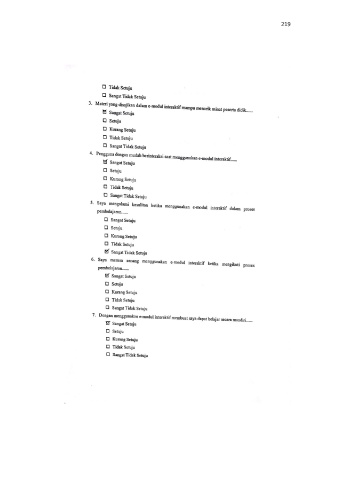 219
☐ Tidak Setuju
☐ Sangat Tidak Setuju
3. Materi yang disajikan dalam e-modul interaktif mampu menarik minat peserta didik.....
☑ Sangat Setuju
☐ Setuju
☐ Kurang Setuju
☐ Tidak Setuju
☐ Sangat Tidak Setuju
4. Pengguna dengan mudah berinteraksi saat menggunakan e-modul interaktif.....
☑ Sangat Setuju
☐ Setuju
☐ Kurang Setuju
☐ Tidak Setuju
☐ Sangat Tidak Setuju
5. Saya mengalami kesulitan ketika menggunakan e-modul interaktif dalam proses
pembelajaran.....
☐ Sangat Setuju
☐ Setuju
☐ Kurang Setuju
☐ Tidak Setuju
☑ Sangat Tidak Setuju
6. Saya merasa senang menggunakan e-modul interaktif ketika mengikuti proses
pembelajaran.....
☑ Sangat Setuju
☐ Setuju
☐ Kurang Setuju
☐ Tidak Setuju
☐ Sangat Tidak Setuju
7. Dengan menggunakan e-modul interaktif membuat saya dapat belajar secara mandiri.....
☑ Sangat Setuju
☐ Setuju
☐ Kurang Setuju
☐ Tidak Setuju
☐ Sangat Tidak Setuju